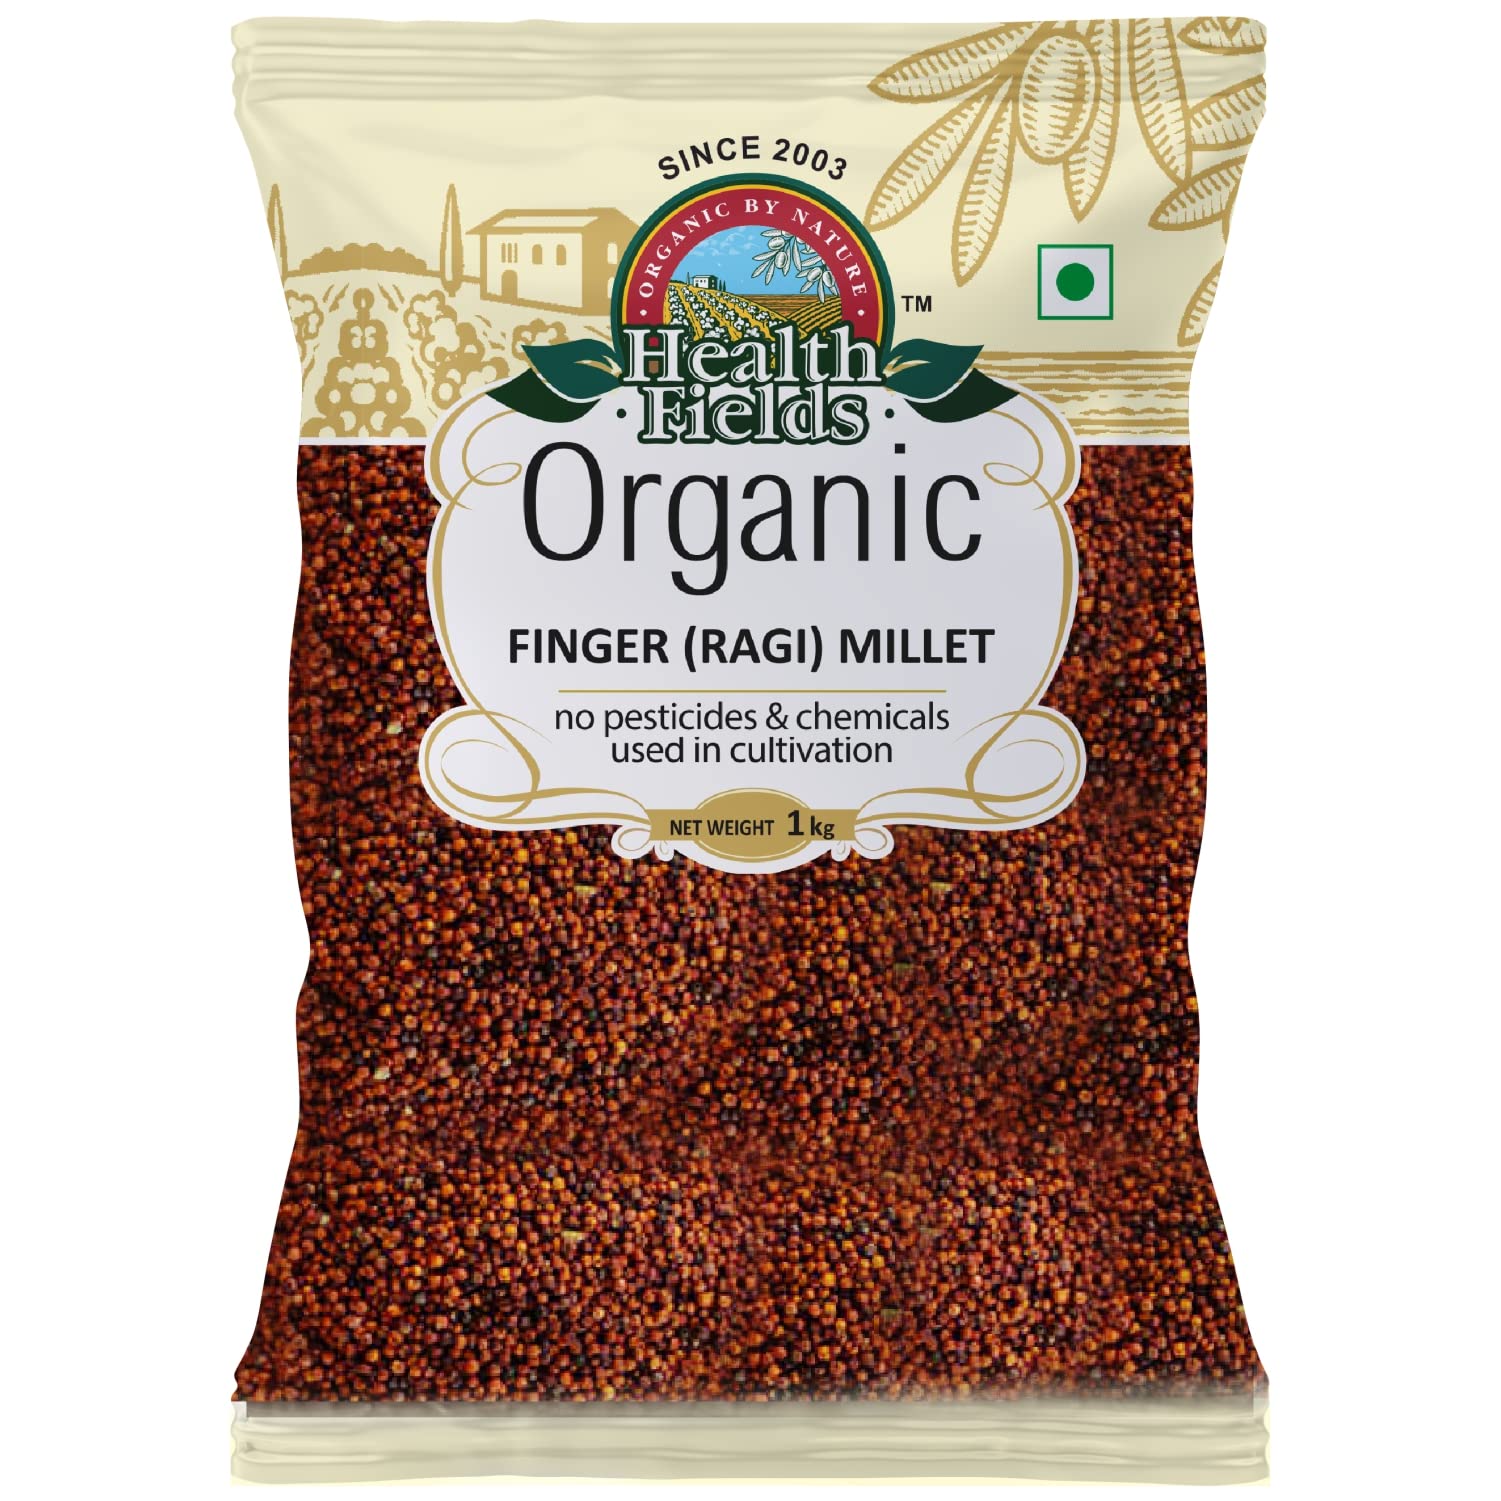 SINCE 2003
ORGANIC BY NATURE
TM
Health
Fields
Organic
FINGER (RAGI) MILLET
no pesticides & chemicals
used in cultivation
NET WEIGHT 1 kg